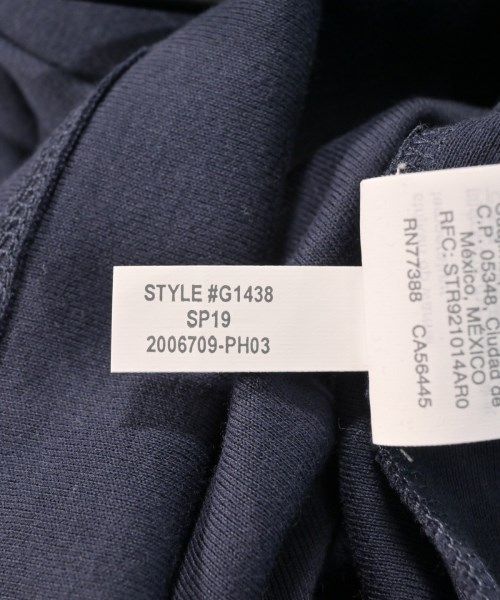 STYLE #G1438
SP19
2006709-PH03
C.P. 05348, Ciudad de
México, MÉXICO
RFC: STR921014AR0
RN77388 CA56445